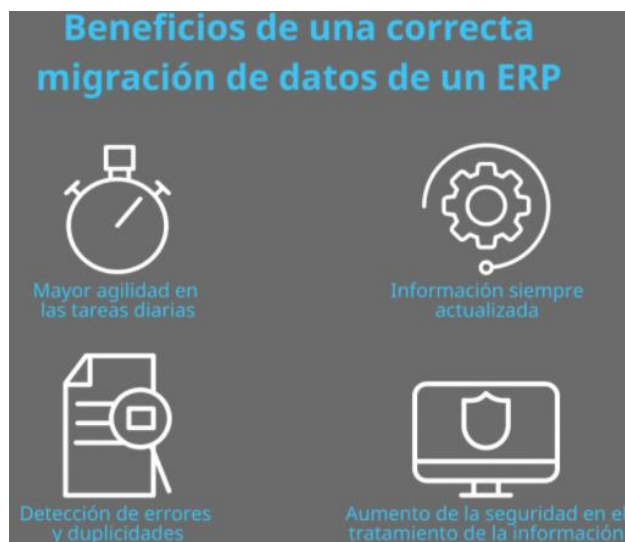 Beneficios de una correcta
migración de datos de un ERP
Mayor agilidad en
las tareas diarias
Información siempre
actualizada
Detección de errores
y duplicidades
Aumento de la seguridad en el
tratamiento de la información